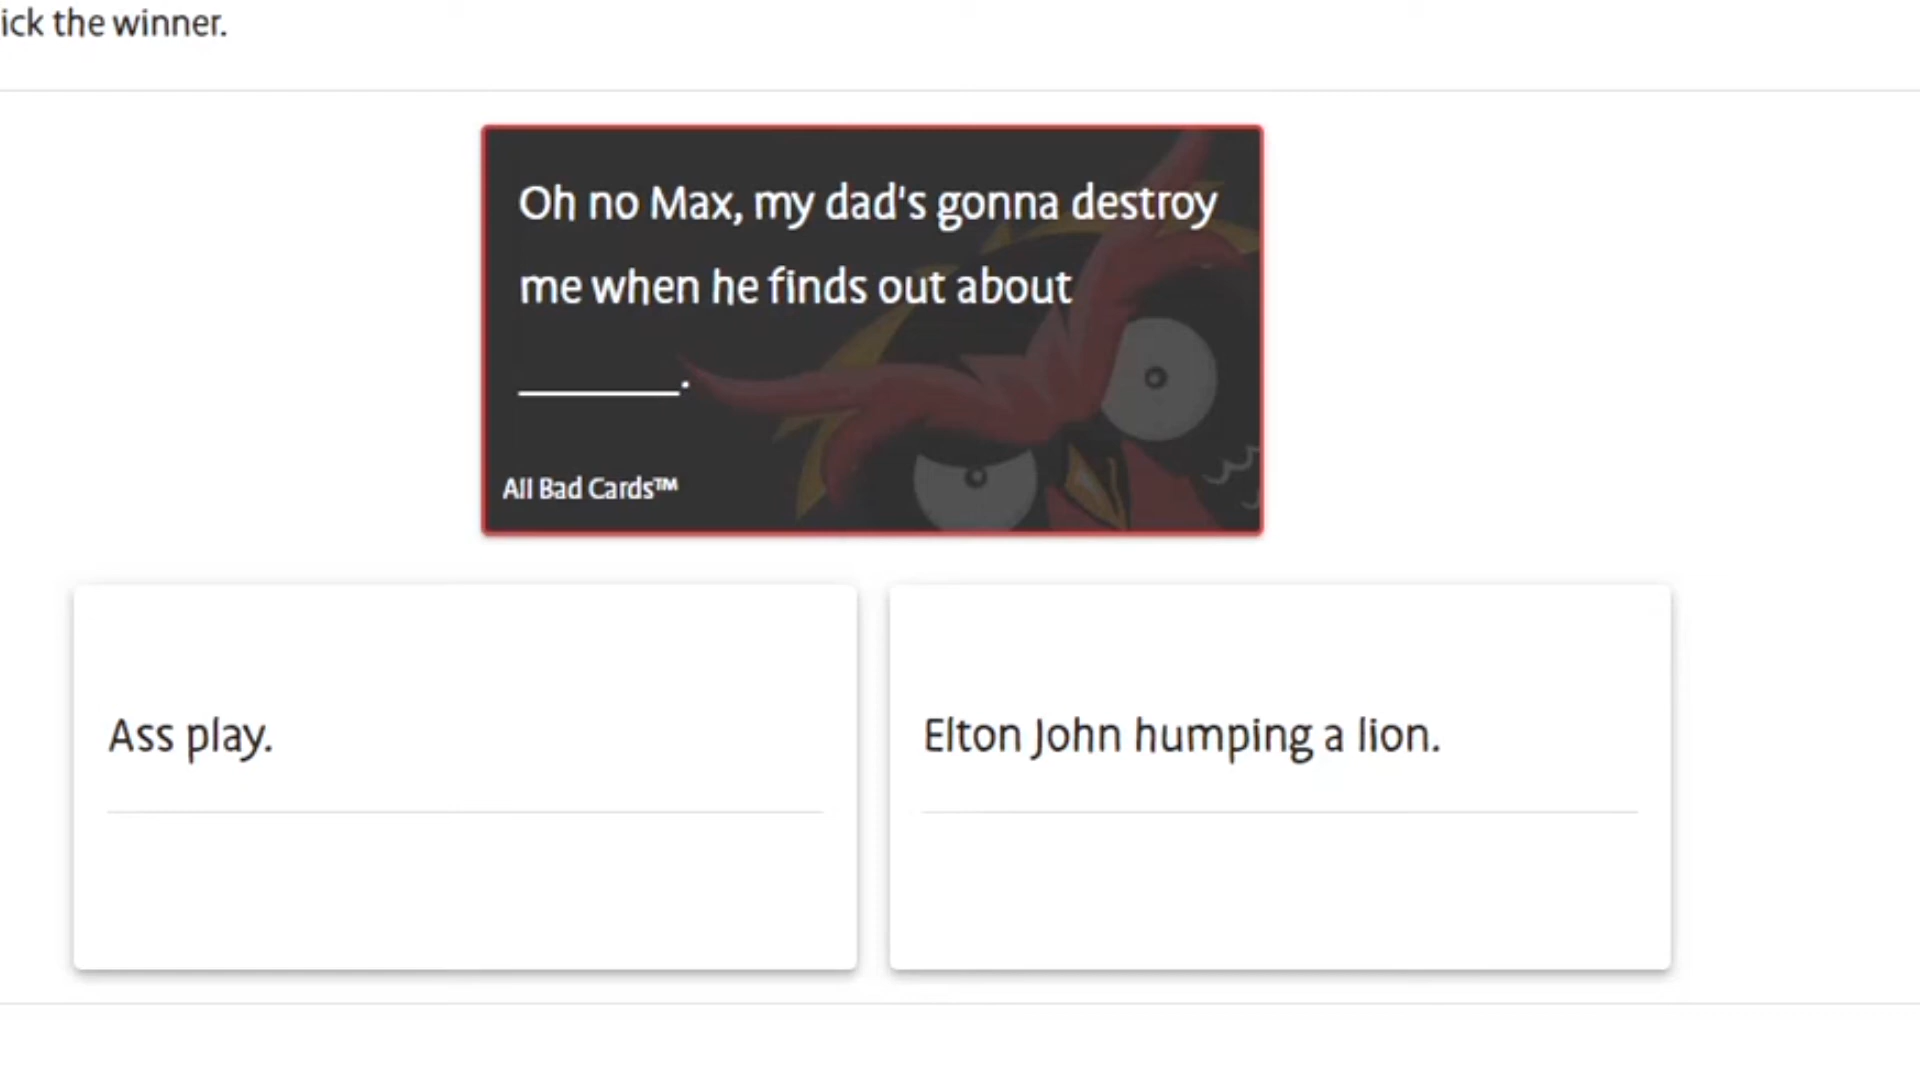 ick the winner.
Oh no Max, my dad's gonna destroy
me when he finds out about
________.
All Bad Cards™
Ass play.
Elton John humping a lion.